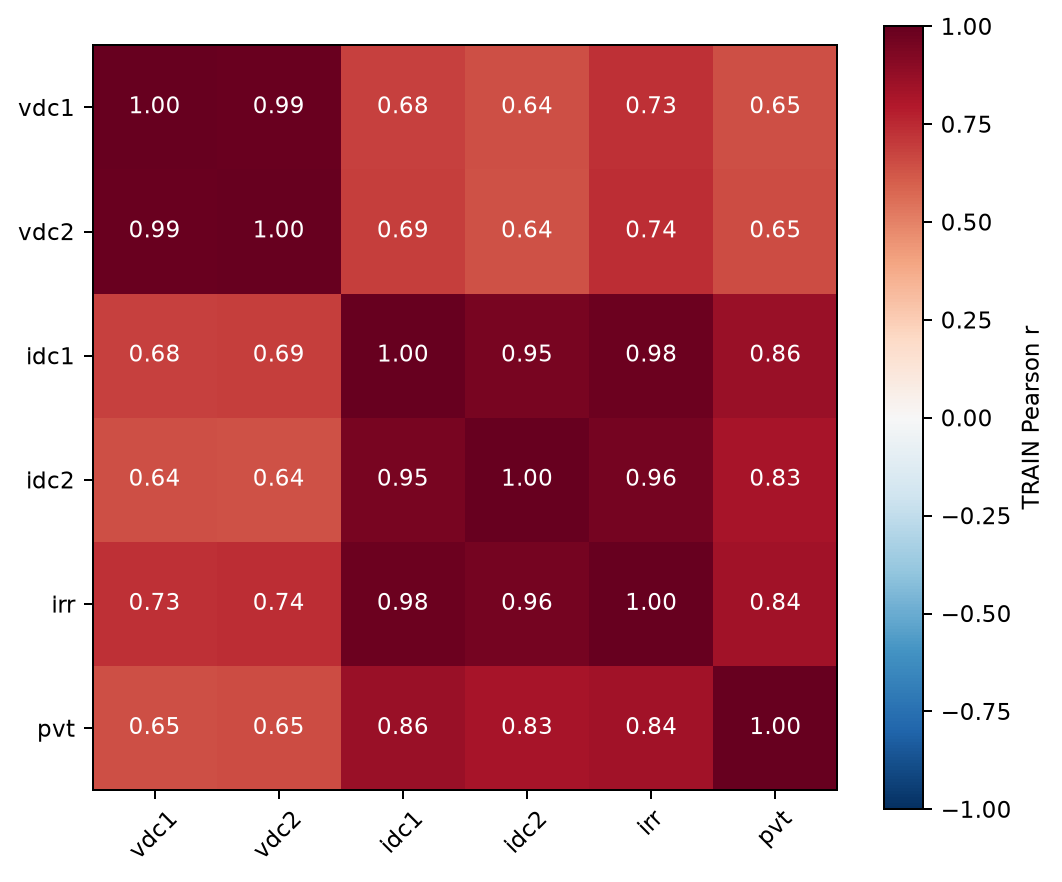 vdc1 1.00 0.99 0.68 0.64 0.73 0.65
vdc2 0.99 1.00 0.69 0.64 0.74 0.65
idc1 0.68 0.69 1.00 0.95 0.98 0.86
idc2 0.64 0.64 0.95 1.00 0.96 0.83
irr 0.73 0.74 0.98 0.96 1.00 0.84
pvt 0.65 0.65 0.86 0.83 0.84 1.00
vdc1 vdc2 idc1 idc2 irr pvt
1.00
0.75
0.50
0.25
0.00
−0.25
−0.50
−0.75
−1.00
TRAIN Pearson r